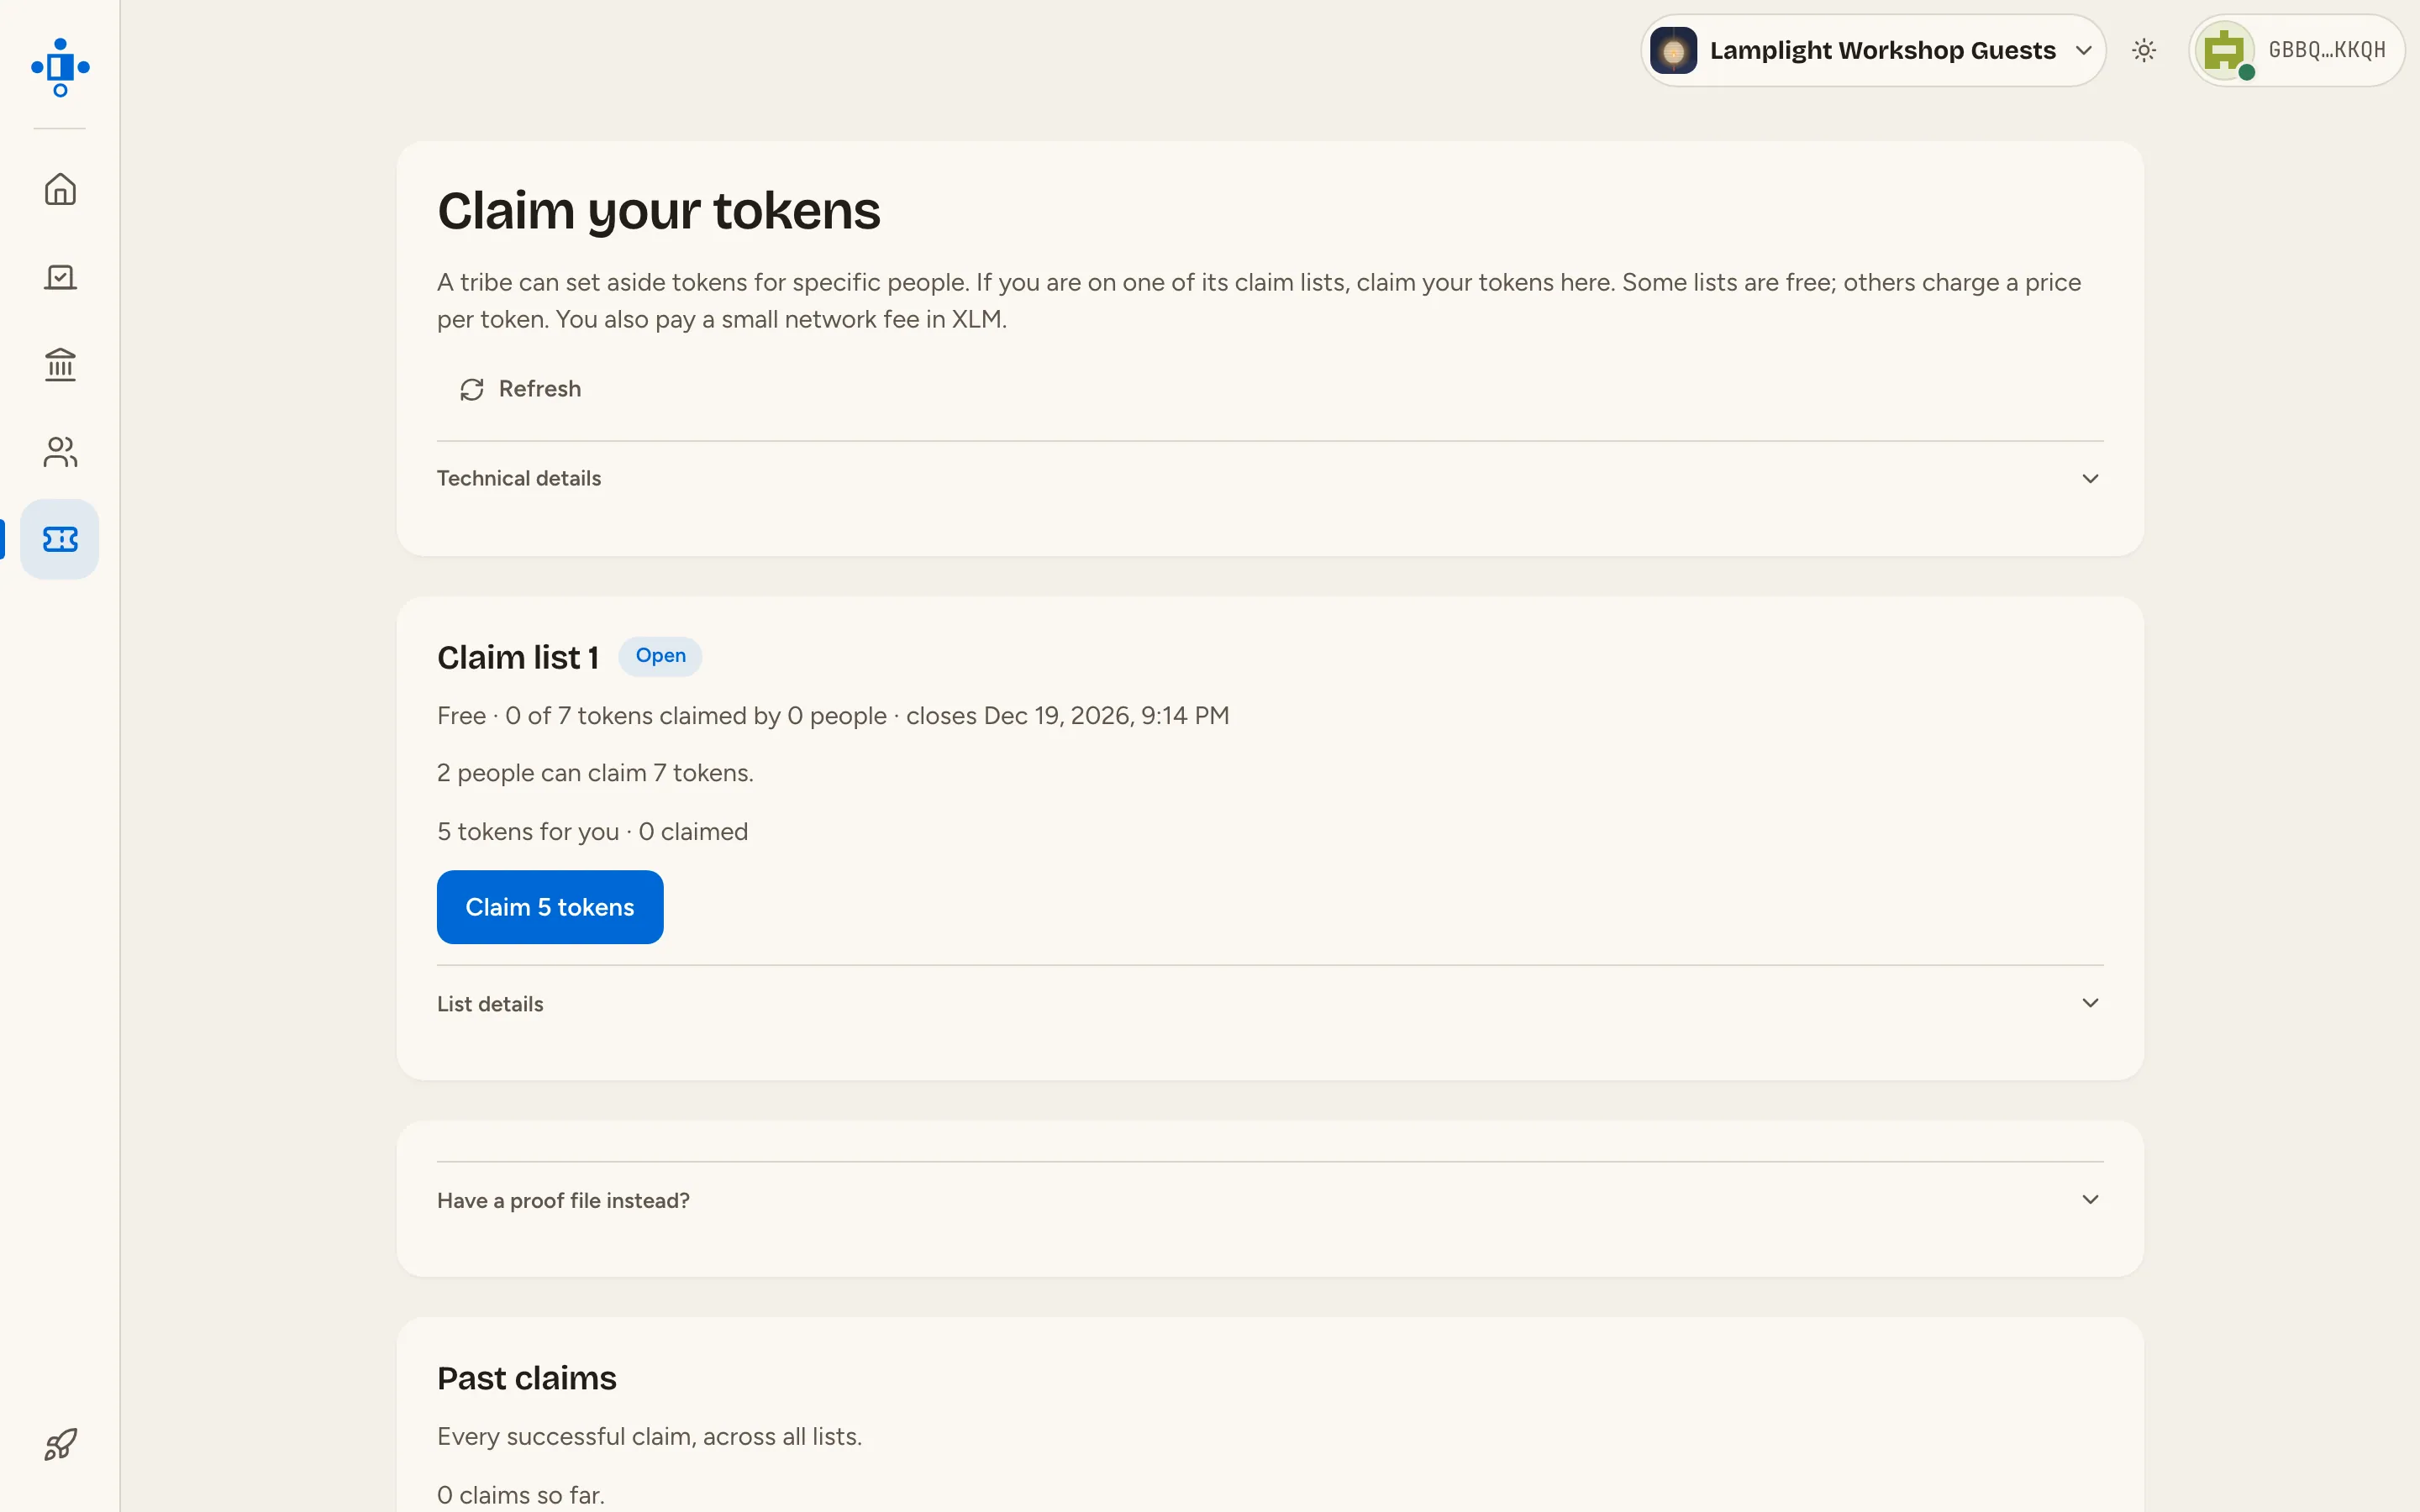 Lamplight Workshop Guests
GBBQ...KKQH
Claim your tokens
A tribe can set aside tokens for specific people. If you are on one of its claim lists, claim your tokens here. Some lists are free; others charge a price
per token. You also pay a small network fee in XLM.
Refresh
Technical details
Claim list 1 Open
Free · 0 of 7 tokens claimed by 0 people · closes Dec 19, 2026, 9:14 PM
2 people can claim 7 tokens.
5 tokens for you · 0 claimed
Claim 5 tokens
List details
Have a proof file instead?
Past claims
Every successful claim, across all lists.
0 claims so far.